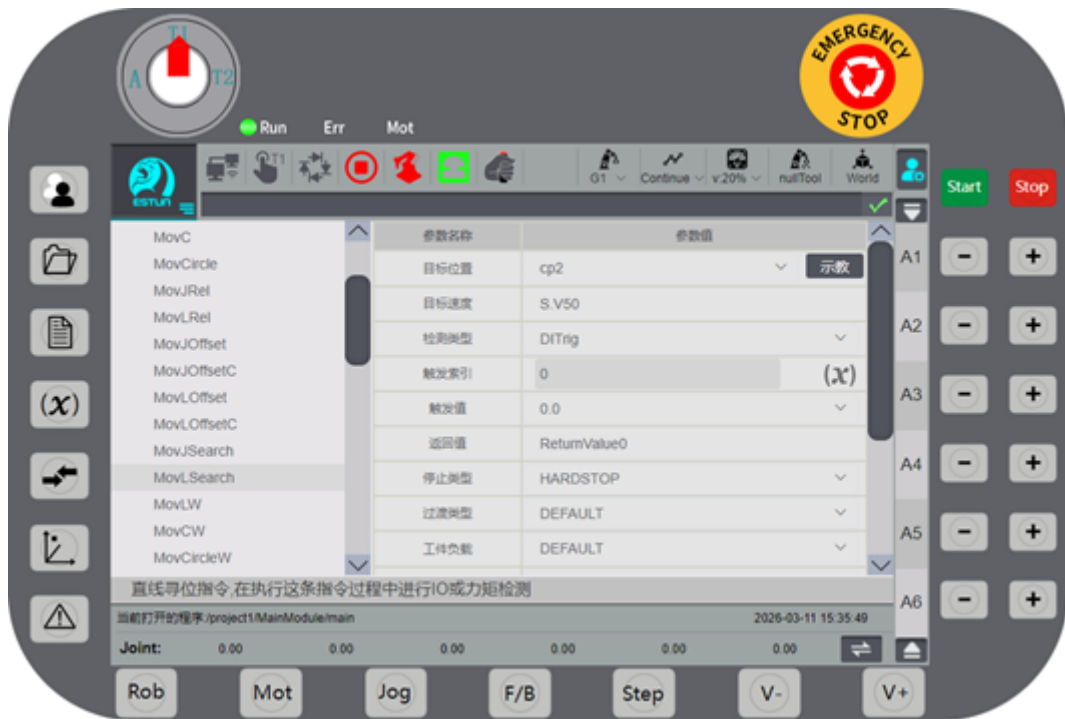 T1
A
T2
EMERGENCY
STOP
Run Err Mot
T1
G1 Continue v:20% nullTool World
ESTUN
Start Stop
MovC
MovCircle
MovJRel
MovLRel
MovJOffset
MovJOffsetC
MovLOffset
MovLOffsetC
MovJSearch
MovLSearch
MovLW
MovCW
MovCircleW
参数名称 参数值
目标位置 cp2 示教
目标速度 S.V50
检测类型 DITrig
触发索引 0 (x)
触发值 0.0
返回值 ReturnValue0
停止类型 HARDSTOP
过渡类型 DEFAULT
工件负载 DEFAULT
A1 - +
A2 - +
A3 - +
A4 - +
A5 - +
A6 - +
(x)
直线寻位指令,在执行这条指令过程中进行IO或力矩检测
当前打开的程序:/project1/MainModule/main 2026-03-11 15:35:49
Joint: 0.00 0.00 0.00 0.00 0.00 0.00
Rob Mot Jog F/B Step V- V+